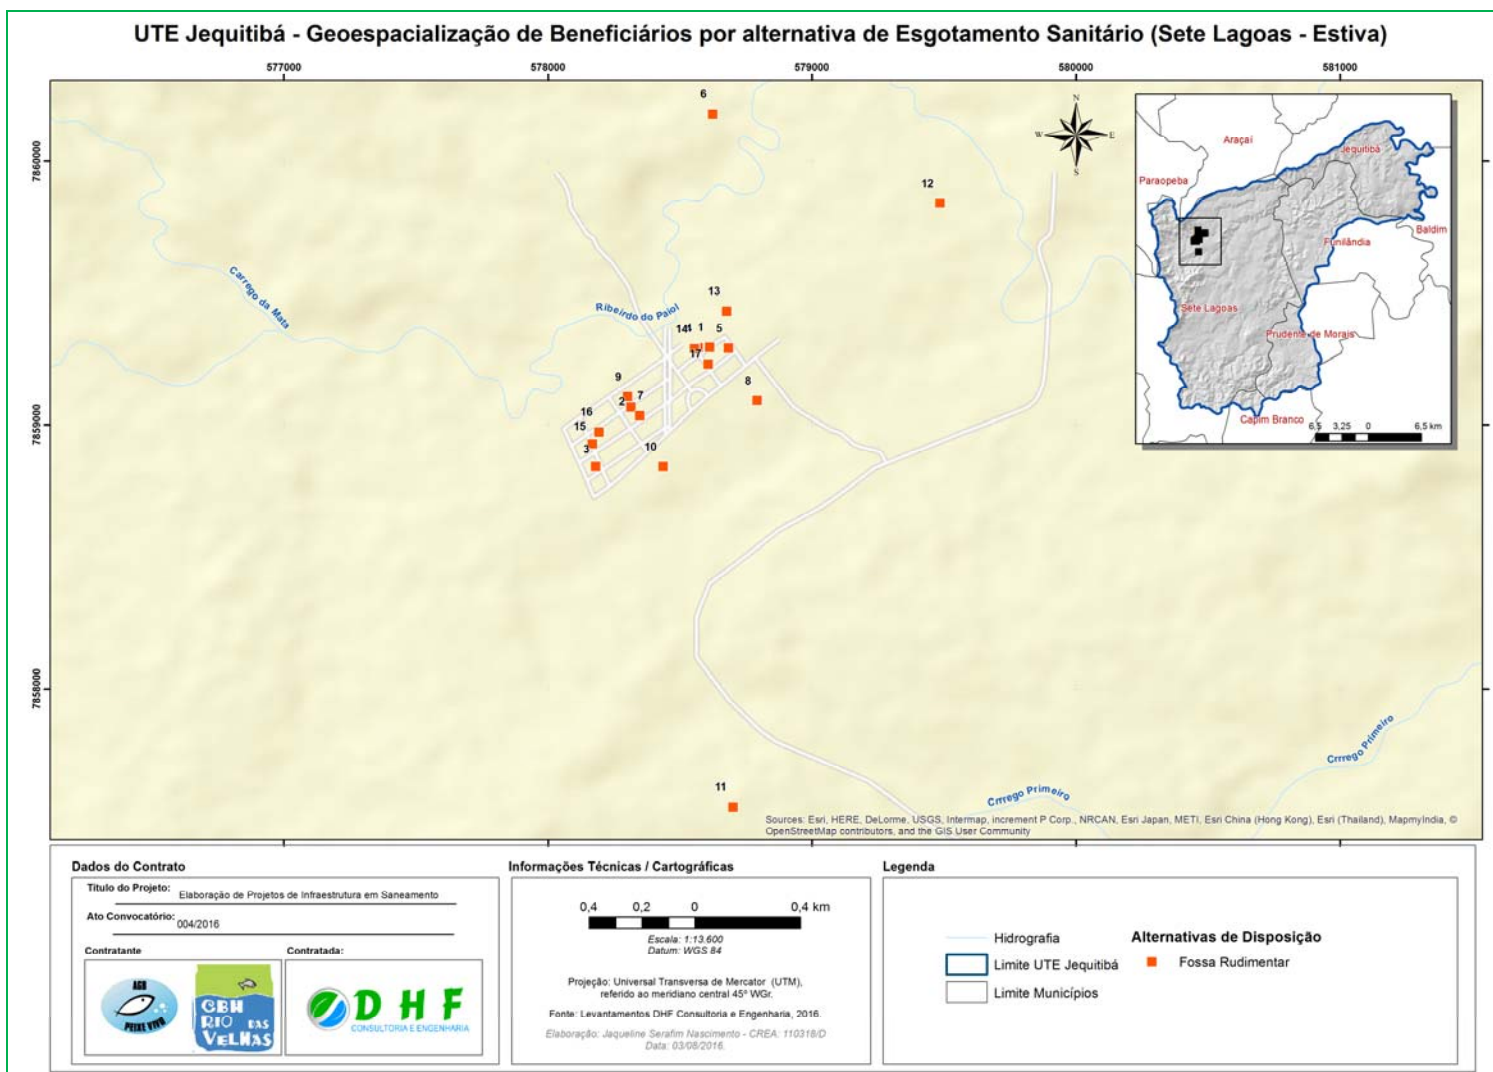 UTE Jequitibá - Geoespacialização de Beneficiários por alternativa de Esgotamento Sanitário (Sete Lagoas - Estiva)
577000
578000
579000
580000
581000
7860000
7859000
7858000
6
12
13
14
4
1
5
17
9
7
2
8
16
15
3
10
11
Carrego da Mata
Ribeirdo do Paiol
Crrrego Primeiro
Crrrego Primeiro
N
W
E
S
Araçaí
Jequitibá
Paraopeba
Baldim
Funilândia
Sete Lagoas
Prudente de Morais
Capim Branco
6,5 3,25 0 6,5 km
Sources: Esri, HERE, DeLorme, USGS, Intermap, increment P Corp., NRCAN, Esri Japan, METI, Esri China (Hong Kong), Esri (Thailand), MapmyIndia, ©
OpenStreetMap contributors, and the GIS User Community
Dados do Contrato
Titulo do Projeto: Elaboração de Projetos de Infraestrutura em Saneamento
Ato Convocatório: 004/2016
Contratante
Contratada:
AGB
PEIXE VIVO
CBH
RIO DAS
VELHAS
DHF
CONSULTORIA E ENGENHARIA
Informações Técnicas / Cartográficas
0,4 0,2 0 0,4 km
Escala: 1:13.600
Datum: WGS 84
Projeção: Universal Transversa de Mercator (UTM),
referido ao meridiano central 45º WGr.
Fonte: Levantamentos DHF Consultoria e Engenharia, 2016.
Elaboração: Jaqueline Serafim Nascimento - CREA: 110318/D
Data: 03/08/2016.
Legenda
Hidrografia
Limite UTE Jequitibá
Limite Municípios
Alternativas de Disposição
Fossa Rudimentar